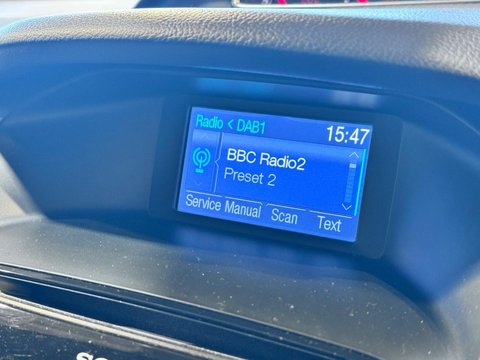 Radio < DAB1 15:47
BBC Radio2
Preset 2
Service Manual Scan Text